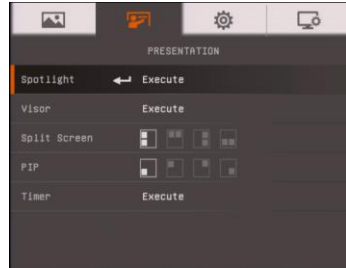 PRESENTATION
Spotlight Execute
Visor Execute
Split Screen
PIP
Timer Execute